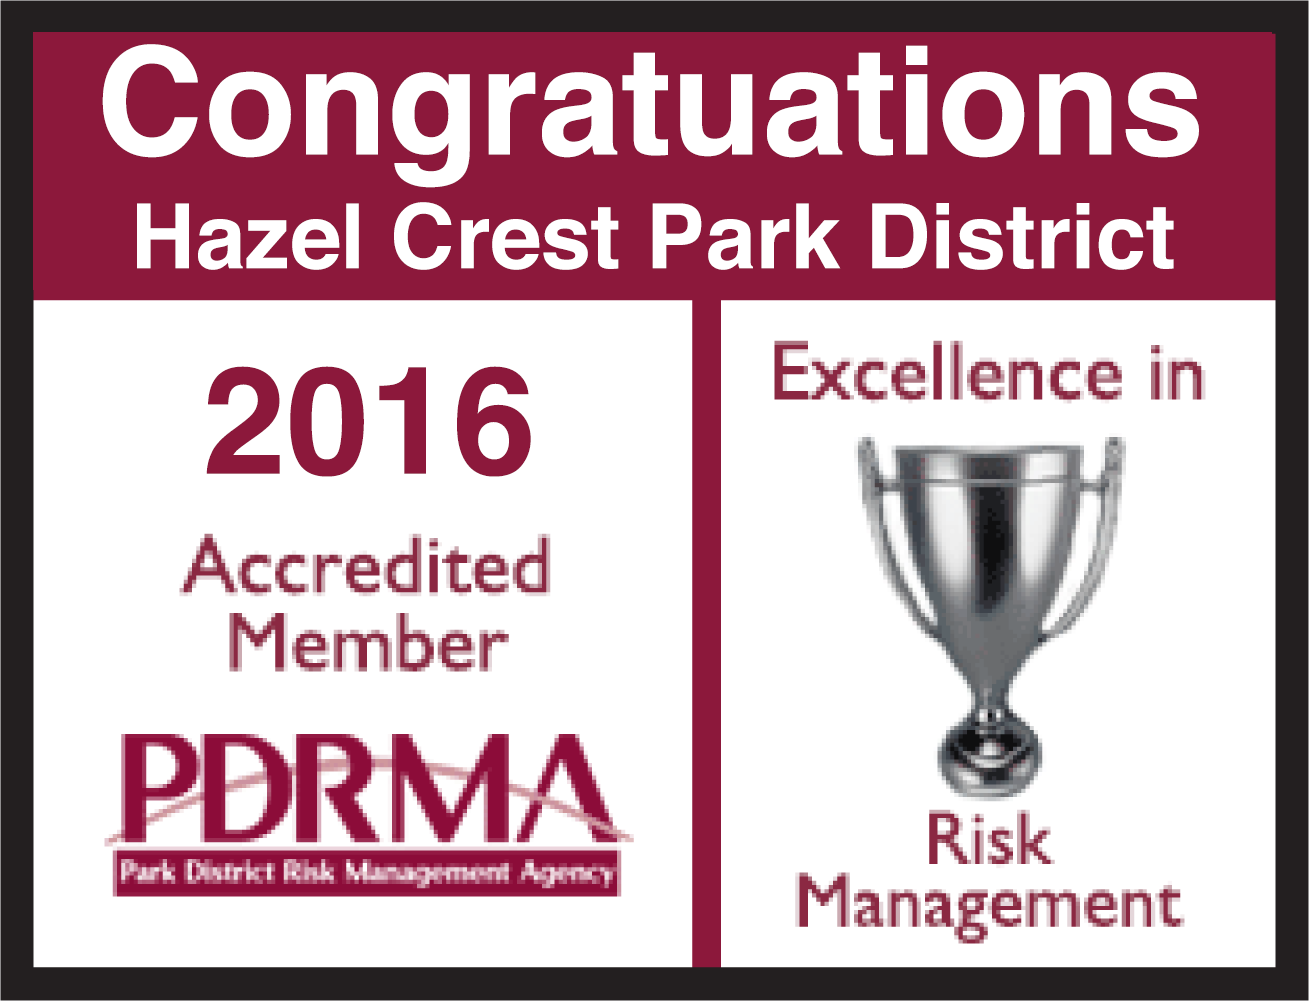 Congratuations
Hazel Crest Park District
2016
Accredited
Member
PDRMA
Park District Risk Management Agency
Excellence in
Risk
Management